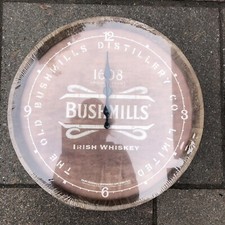 THE OLD BUSHMILLS DISTILLERY CO. LIMITED
12
1608
BUSHMILLS
9
3
IRISH WHISKEY
6